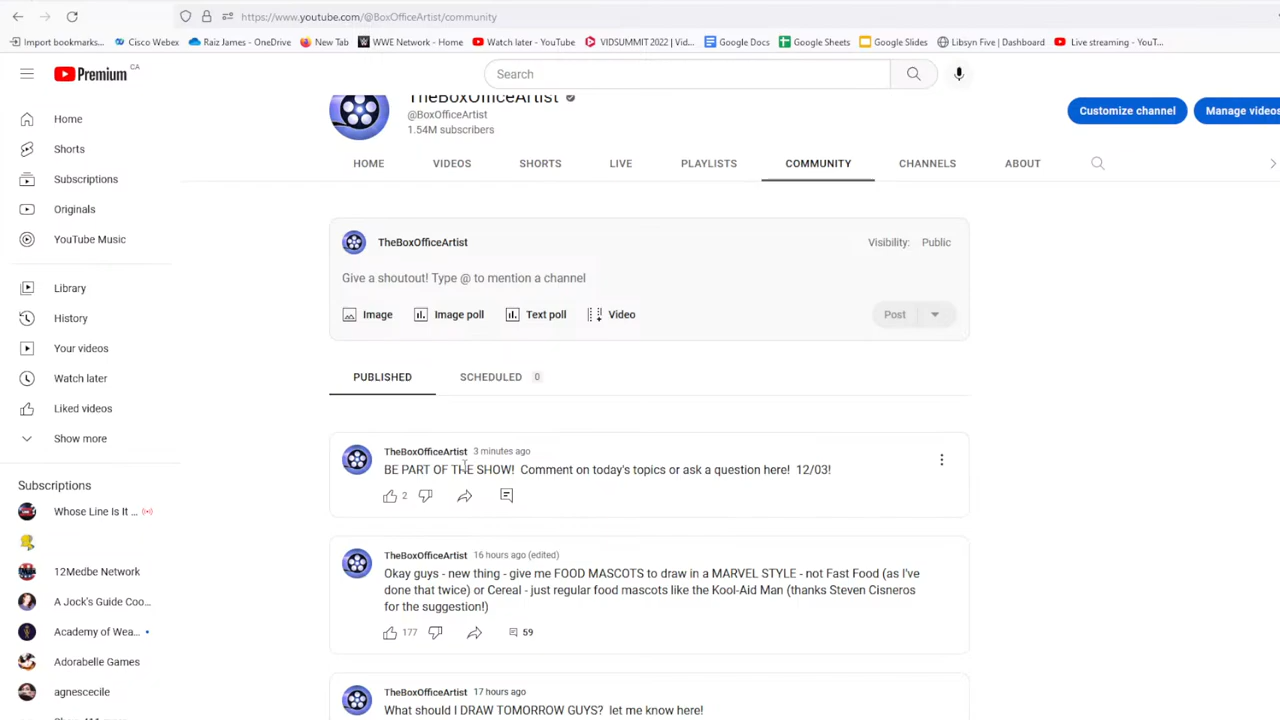 https://www.youtube.com/@BoxOfficeArtist/community
Import bookmarks... Cisco Webex Raiz James - OneDrive New Tab WWE Network - Home Watch later - YouTube VIDSUMMIT 2022 | Vid... Google Docs Google Sheets Google Slides Libsyn Five | Dashboard Live streaming - YouT...
Premium CA
Search
TheBoxOfficeArtist
@BoxOfficeArtist
1.54M subscribers
Customize channel
Manage videos
HOME VIDEOS SHORTS LIVE PLAYLISTS COMMUNITY CHANNELS ABOUT
Home
Shorts
Subscriptions
Originals
YouTube Music
Library
History
Your videos
Watch later
Liked videos
Show more
Subscriptions
Whose Line Is It ...
12Medbe Network
A Jock's Guide Coo...
Academy of Wea...
Adorabelle Games
agnescecile
TheBoxOfficeArtist
Visibility: Public
Give a shoutout! Type @ to mention a channel
Image Image poll Text poll Video
Post
PUBLISHED SCHEDULED 0
TheBoxOfficeArtist 3 minutes ago
BE PART OF THE SHOW! Comment on today's topics or ask a question here! 12/03!
2
TheBoxOfficeArtist 16 hours ago (edited)
Okay guys - new thing - give me FOOD MASCOTS to draw in a MARVEL STYLE - not Fast Food (as I've
done that twice) or Cereal - just regular food mascots like the Kool-Aid Man (thanks Steven Cisneros
for the suggestion!)
177 59
TheBoxOfficeArtist 17 hours ago
What should I DRAW TOMORROW GUYS? let me know here!